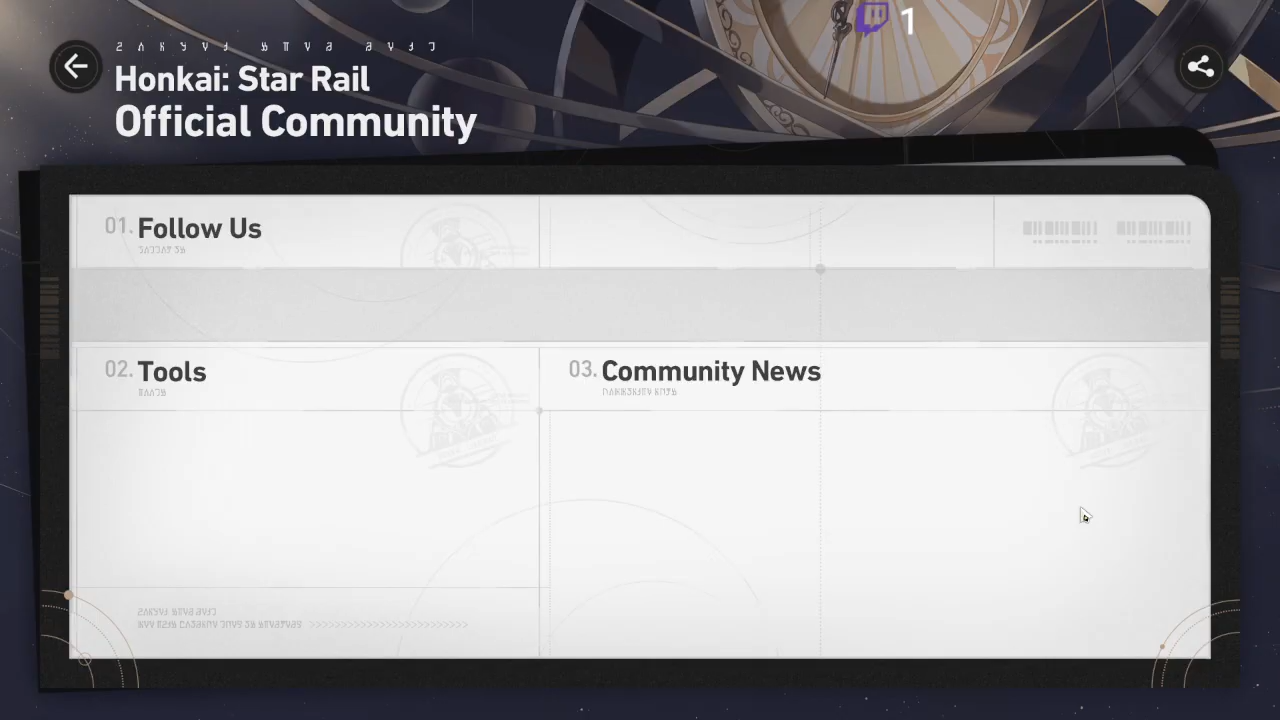 1
Honkai: Star Rail
Official Community
01. Follow Us
02. Tools
03. Community News